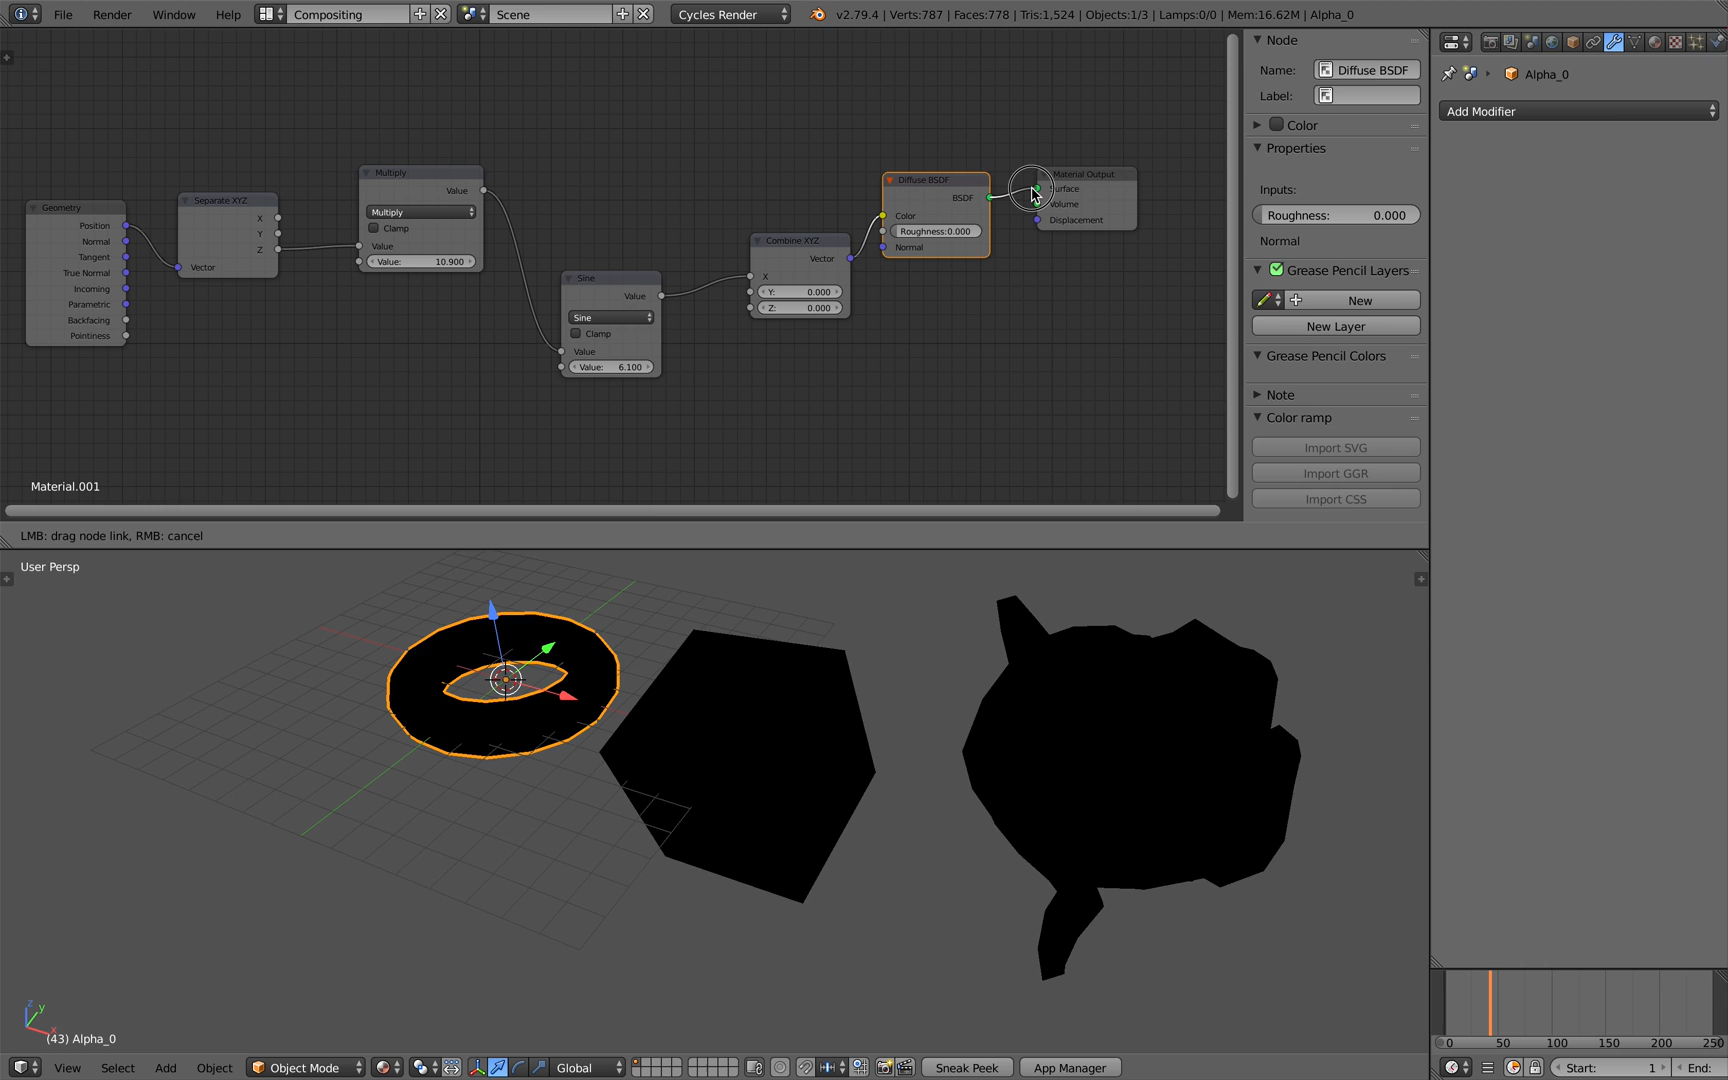 File Render Window Help Compositing Scene Cycles Render v2.79.4 | Verts:787 | Faces:778 | Tris:1,524 | Objects:1/3 | Lamps:0/0 | Mem:16.62M | Alpha_0
Geometry
Position
Normal
Tangent
True Normal
Incoming
Parametric
Backfacing
Pointiness
Separate XYZ
X
Y
Z
Vector
Multiply
Value
Multiply
Clamp
Value
Value: 10.900
Sine
Value
Sine
Clamp
Value
Value: 6.100
Combine XYZ
Vector
X
Y: 0.000
Z: 0.000
Diffuse BSDF
BSDF
Color
Roughness:0.000
Normal
Material Output
Surface
Volume
Displacement
Material.001
Node
Name: Diffuse BSDF
Label:
Color
Properties
Inputs:
Roughness: 0.000
Normal
Grease Pencil Layers
New
New Layer
Grease Pencil Colors
Note
Color ramp
Import SVG
Import GGR
Import CSS
Alpha_0
Add Modifier
LMB: drag node link, RMB: cancel
User Persp
z
y
x
(43) Alpha_0
0 50 100 150 200 250
View Select Add Object Object Mode Global Sneak Peek App Manager
Start: 1 End: